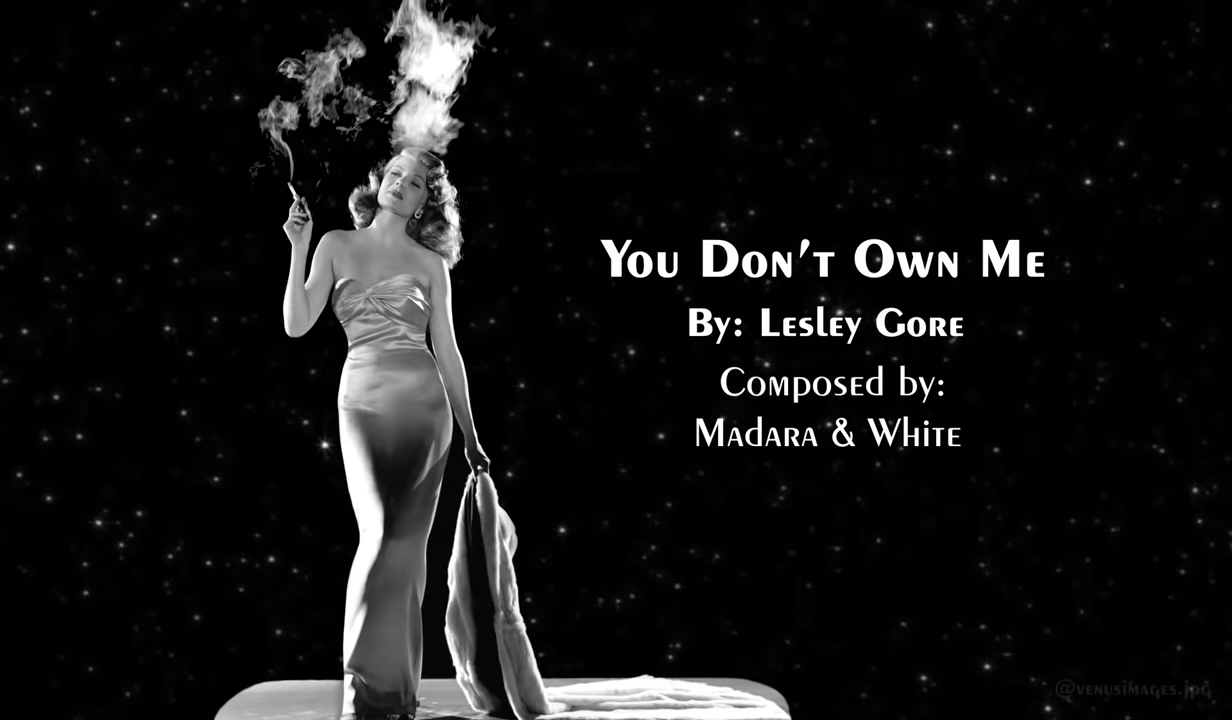 You Don't Own Me
By: Lesley Gore
Composed by:
Madara & White
@venusimages.jpg